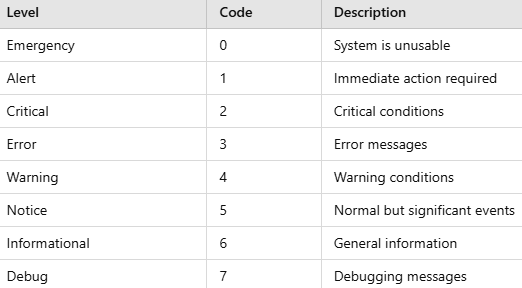 Level Code Description
Emergency 0 System is unusable
Alert 1 Immediate action required
Critical 2 Critical conditions
Error 3 Error messages
Warning 4 Warning conditions
Notice 5 Normal but significant events
Informational 6 General information
Debug 7 Debugging messages